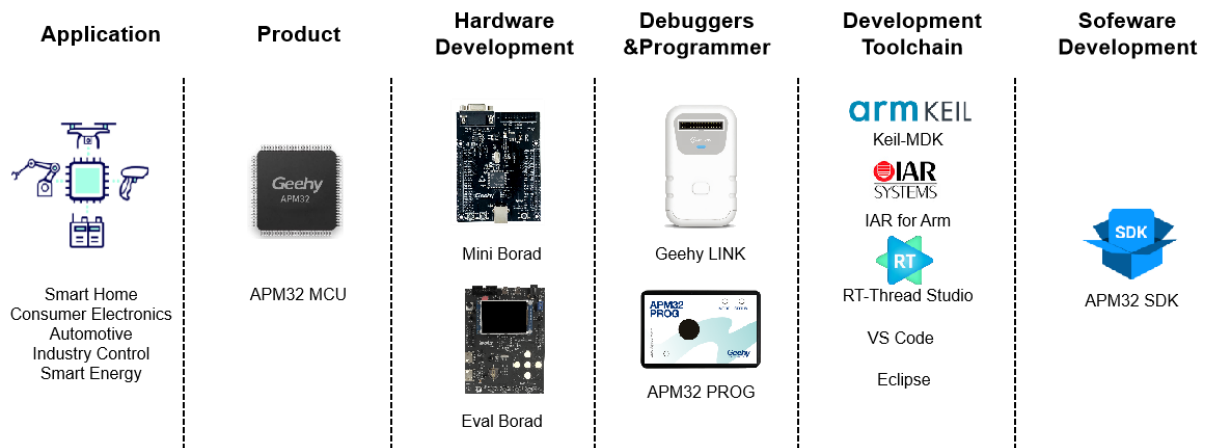 Application
Product
Hardware
Development
Debuggers
&Programmer
Development
Toolchain
Sofeware
Development
Smart Home
Consumer Electronics
Automotive
Industry Control
Smart Energy
Geehy
APM32
APM32 MCU
Mini Borad
Eval Borad
Geehy LINK
APM32
PROG
Geehy
APM32 PROG
arm KEIL
Keil-MDK
IAR
SYSTEMS
IAR for Arm
RT
RT-Thread Studio
VS Code
Eclipse
SDK
APM32 SDK